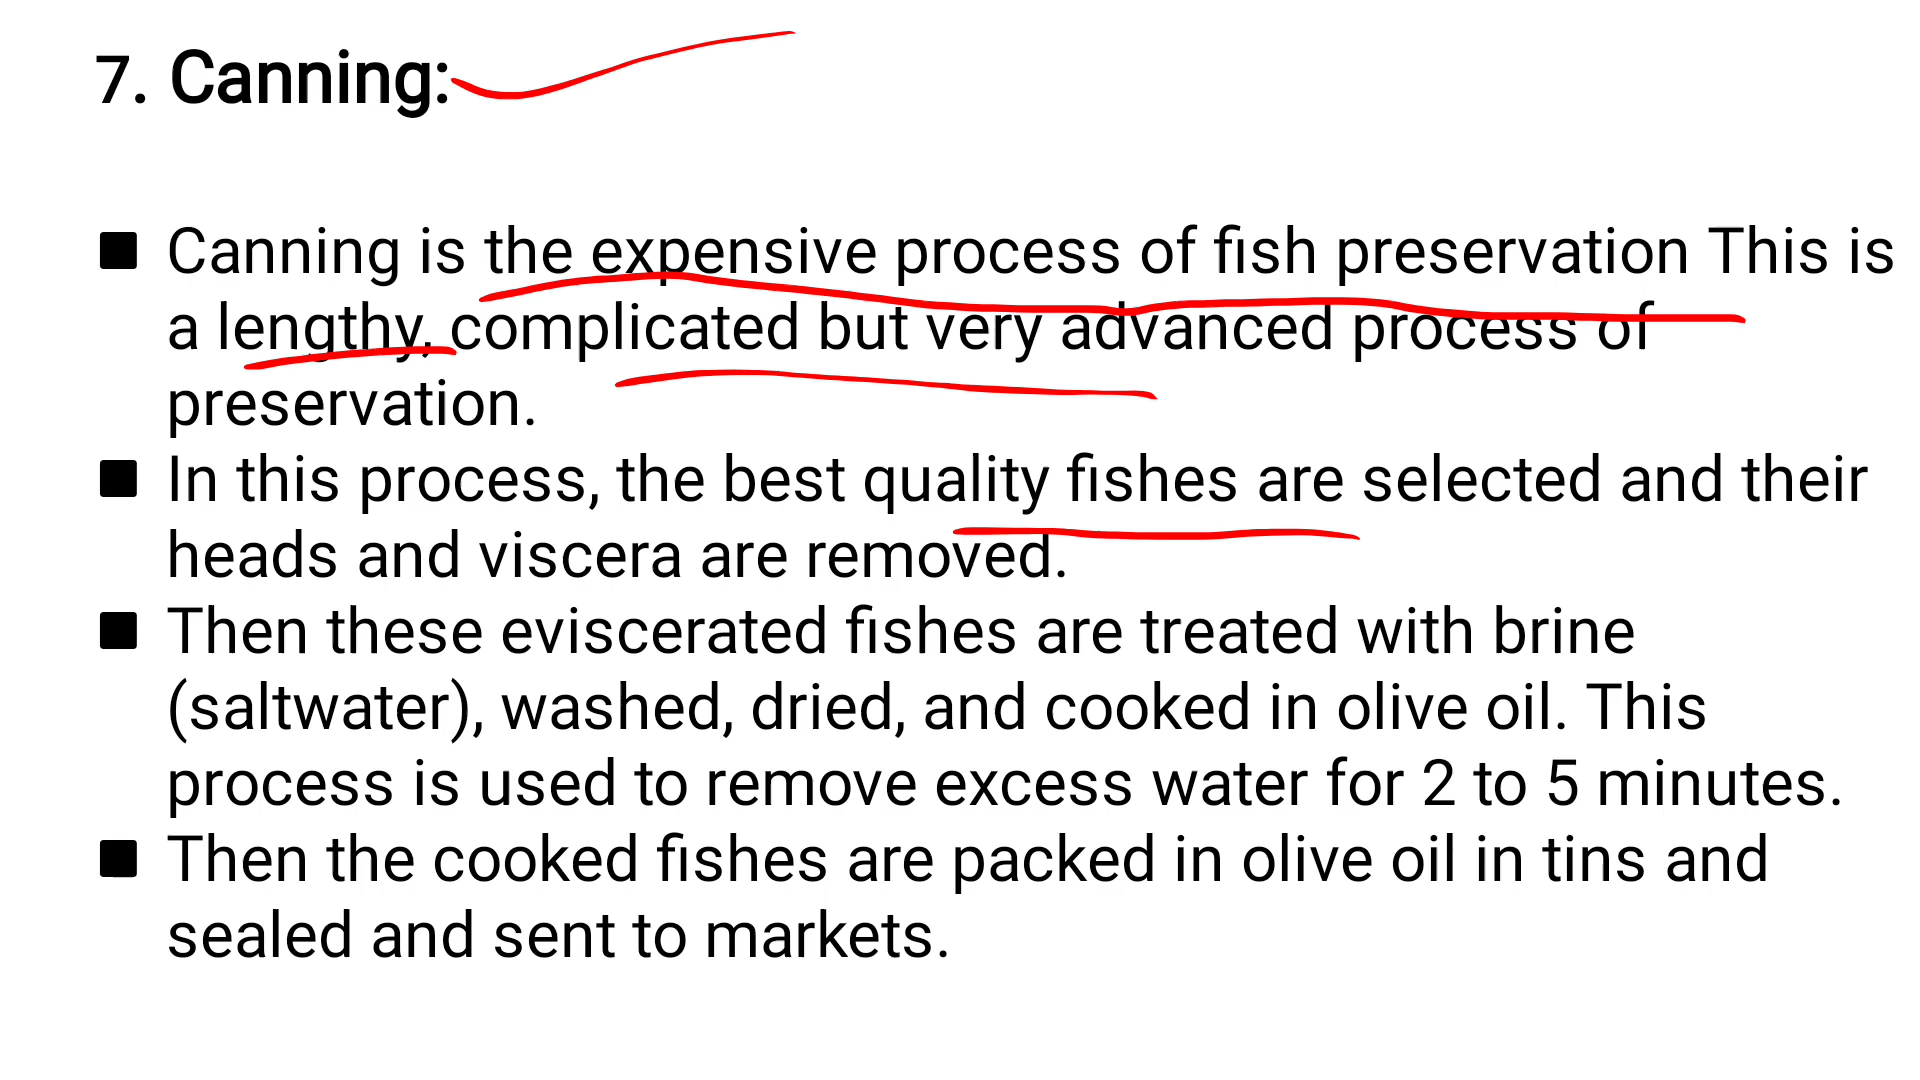 7. Canning:
■ Canning is the expensive process of fish preservation This is
a lengthy, complicated but very advanced process of
preservation.
■ In this process, the best quality fishes are selected and their
heads and viscera are removed.
■ Then these eviscerated fishes are treated with brine
(saltwater), washed, dried, and cooked in olive oil. This
process is used to remove excess water for 2 to 5 minutes.
■ Then the cooked fishes are packed in olive oil in tins and
sealed and sent to markets.